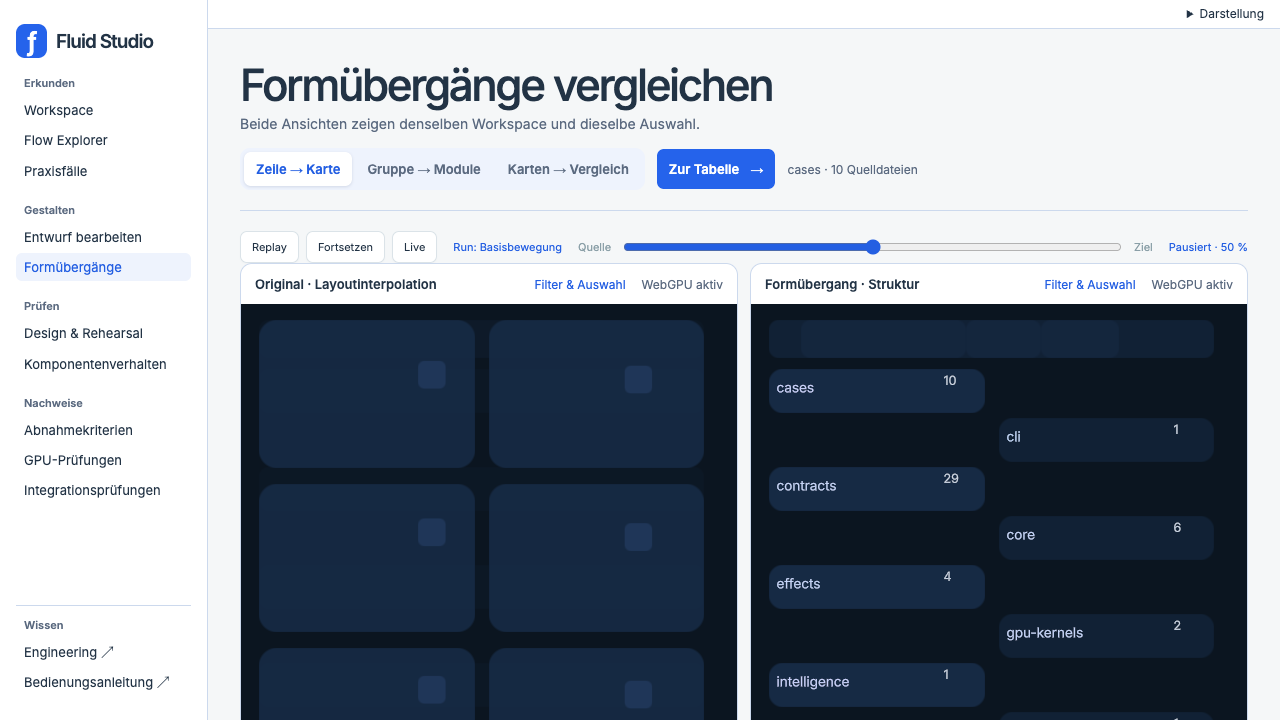 Fluid Studio
Erkunden
Workspace
Flow Explorer
Praxisfälle
Gestalten
Entwurf bearbeiten
Formübergänge
Prüfen
Design & Rehearsal
Komponentenverhalten
Nachweise
Abnahmekriterien
GPU-Prüfungen
Integrationsprüfungen
Wissen
Engineering ↗
Bedienungsanleitung ↗
▶ Darstellung
Formübergänge vergleichen
Beide Ansichten zeigen denselben Workspace und dieselbe Auswahl.
Zeile → Karte Gruppe → Module Karten → Vergleich Zur Tabelle → cases · 10 Quelldateien
Replay Fortsetzen Live Run: Basisbewegung Quelle Ziel Pausiert · 50 %
Original · Layoutinterpolation Filter & Auswahl WebGPU aktiv
Formübergang · Struktur Filter & Auswahl WebGPU aktiv
cases 10
cli 1
contracts 29
core 6
effects 4
gpu-kernels 2
intelligence 1